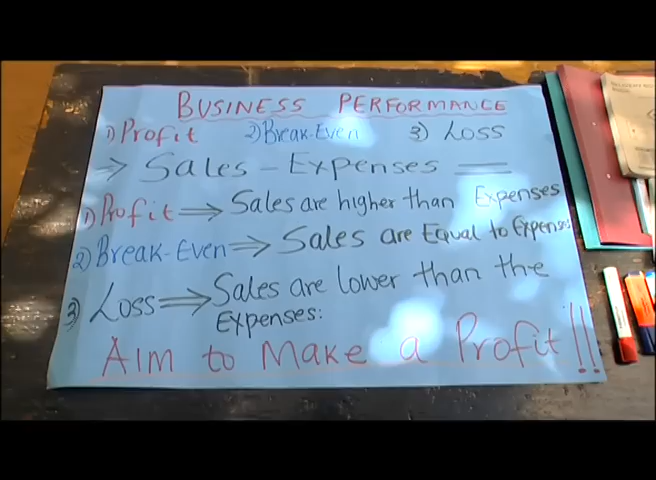 BUSINESS PERFORMANCE
1) Profit 2) Break-Even 3) Loss
⇒ Sales - Expenses =
1) Profit ⇒ Sales are higher than Expenses
2) Break-Even ⇒ Sales are Equal to Expenses
3) Loss ⇒ Sales are lower than the
Expenses:
Aim to Make a Profit!!